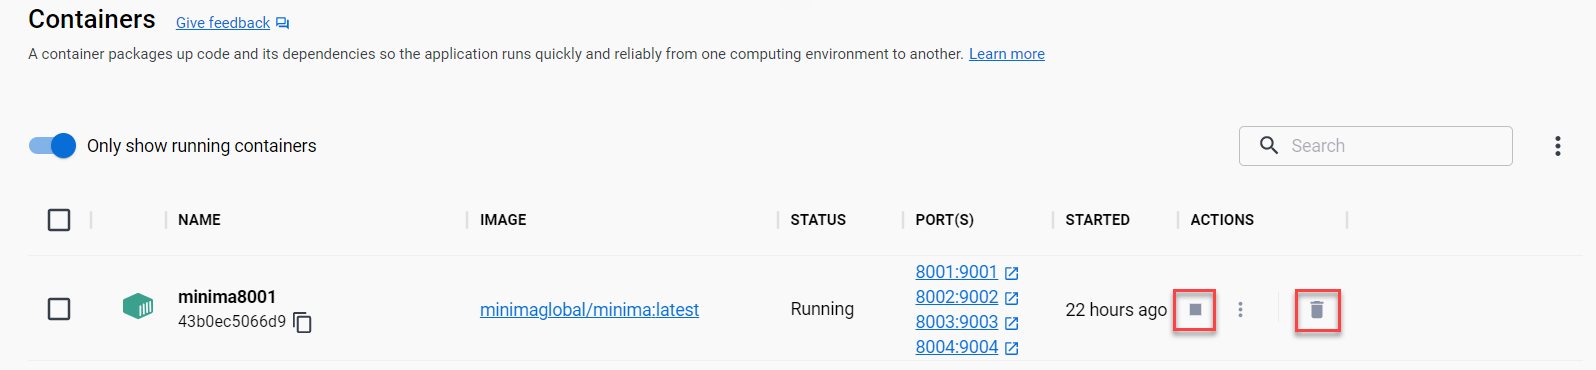 Containers Give feedback
A container packages up code and its dependencies so the application runs quickly and reliably from one computing environment to another. Learn more
Only show running containers Search
NAME IMAGE STATUS PORT(S) STARTED ACTIONS
minima8001
43b0ec5066d9
minimaglobal/minima:latest
Running
8001:9001
8002:9002
8003:9003
8004:9004
22 hours ago